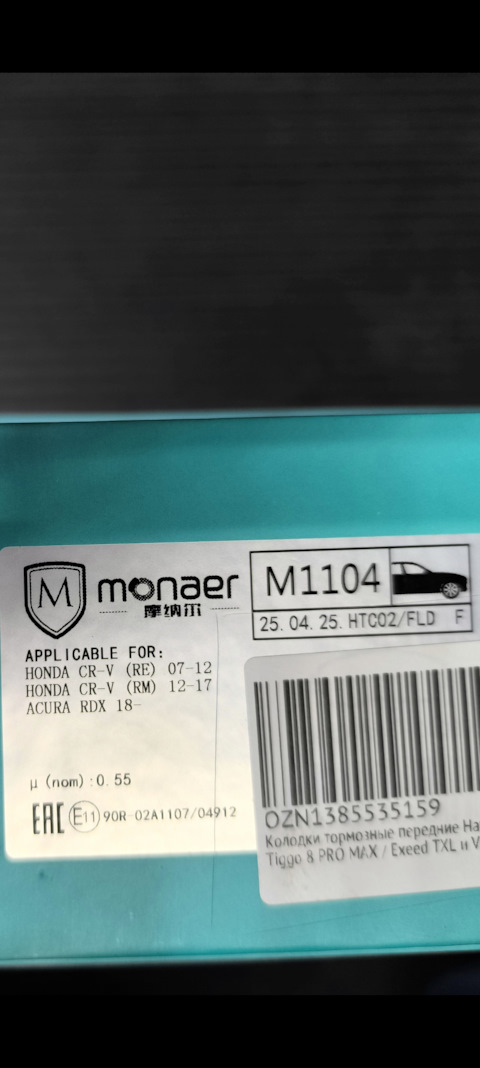 M
monaer
摩纳尔
M1104
25. 04. 25. HTC02/FLD F
APPLICABLE FOR:
HONDA CR-V (RE) 07-12
HONDA CR-V (RM) 12-17
ACURA RDX 18-
μ (nom) :0. 55
EAC E11 90R-02A1107/04912
OZN1385535159
Колодки тормозные передние
Tiggo 8 PRO MAX / Exeed TXL и